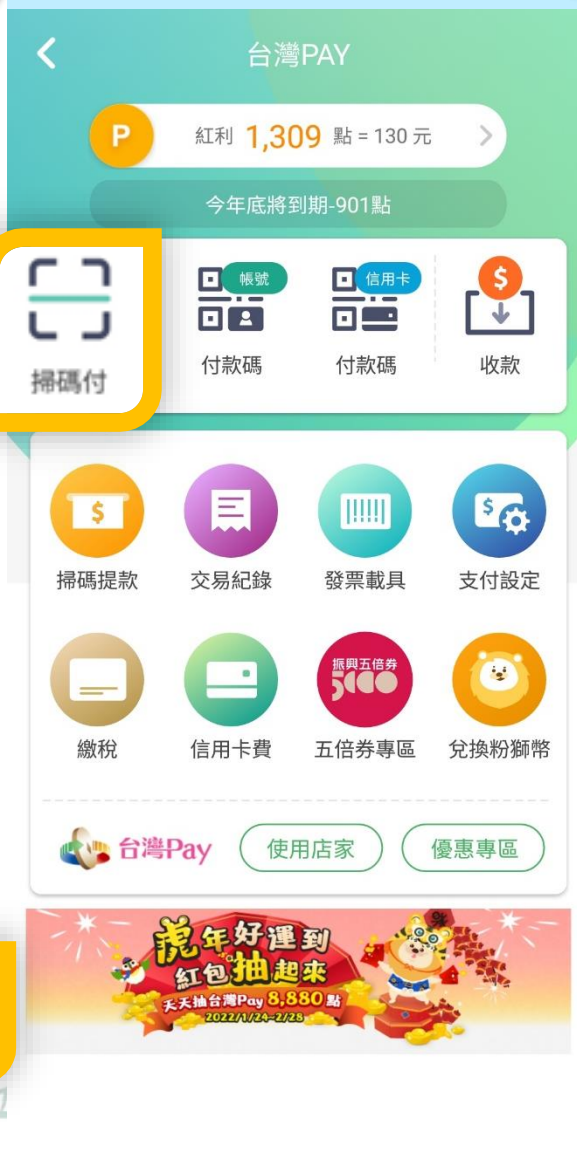 台灣PAY
P 紅利 1,309 點 = 130 元
今年底將到期-901點
帳號 信用卡 $
掃碼付 付款碼 付款碼 收款
$ $
掃碼提款 交易紀錄 發票載具 支付設定
振興五倍券
5000
繳稅 信用卡費 五倍券專區 兌換粉獅幣
台灣Pay 使用店家 優惠專區
虎年好運到
紅包抽起來
天天抽台灣Pay 8,880點
2022/1/24-2/28